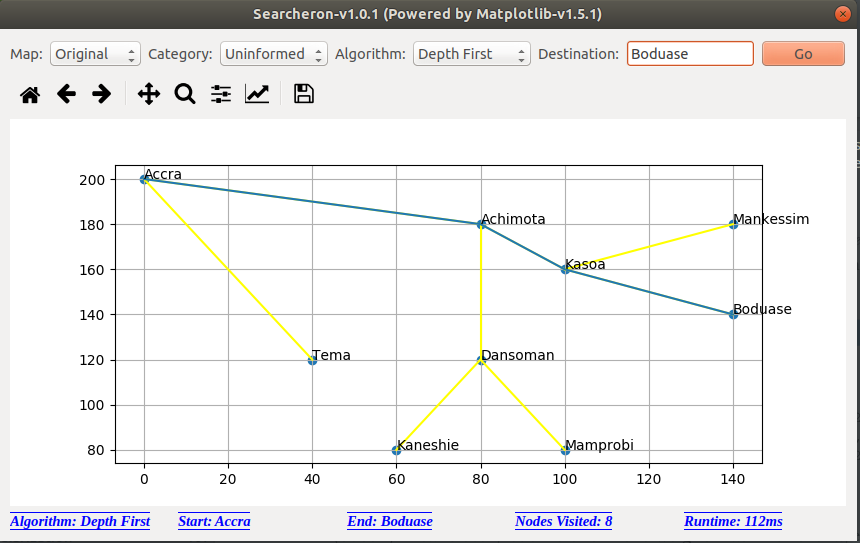 Searcheron-v1.0.1 (Powered by Matplotlib-v1.5.1)
Map: Original Category: Uninformed Algorithm: Depth First Destination: Boduase Go
200 Accra
180 Achimota Mankessim
160 Kasoa
140 Boduase
120 Tema Dansoman
100
80 Kaneshie Mamprobi
0 20 40 60 80 100 120 140
Algorithm: Depth First Start: Accra End: Boduase Nodes Visited: 8 Runtime: 112ms